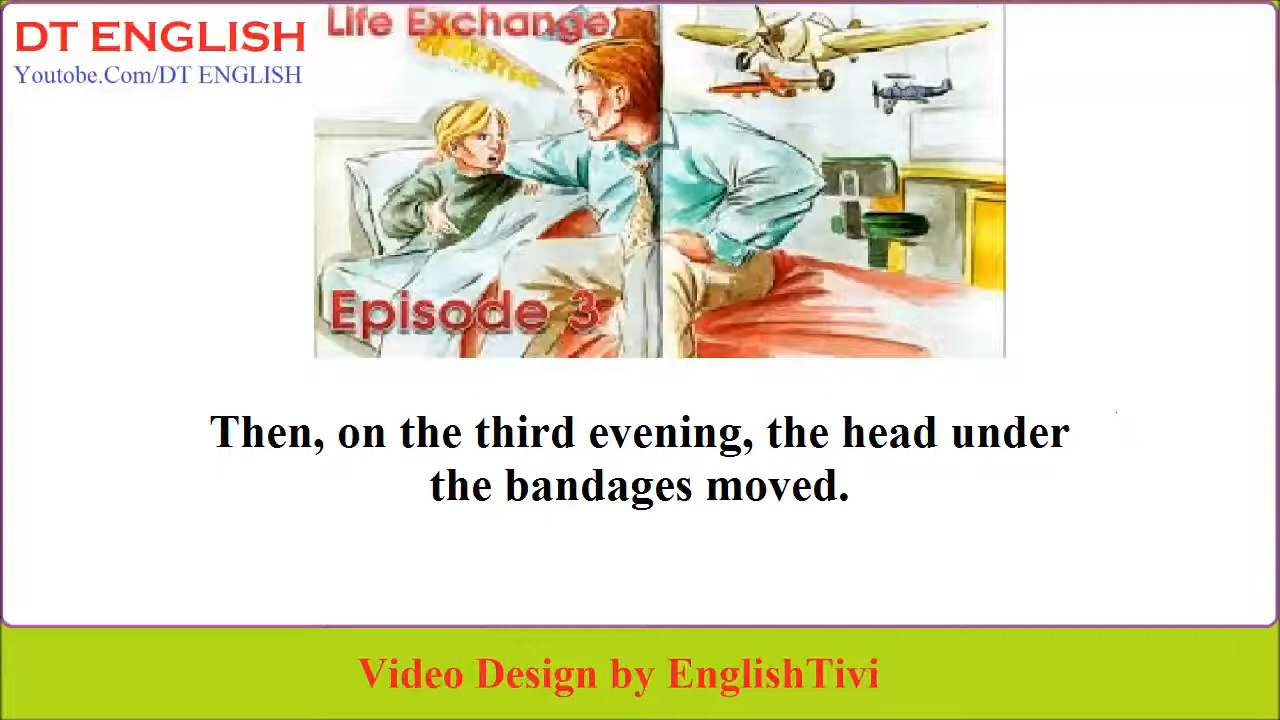 DT ENGLISH
Youtobe.Com/DT ENGLISH
Life Exchange
Episode 3
Then, on the third evening, the head under
the bandages moved.
Video Design by EnglishTivi